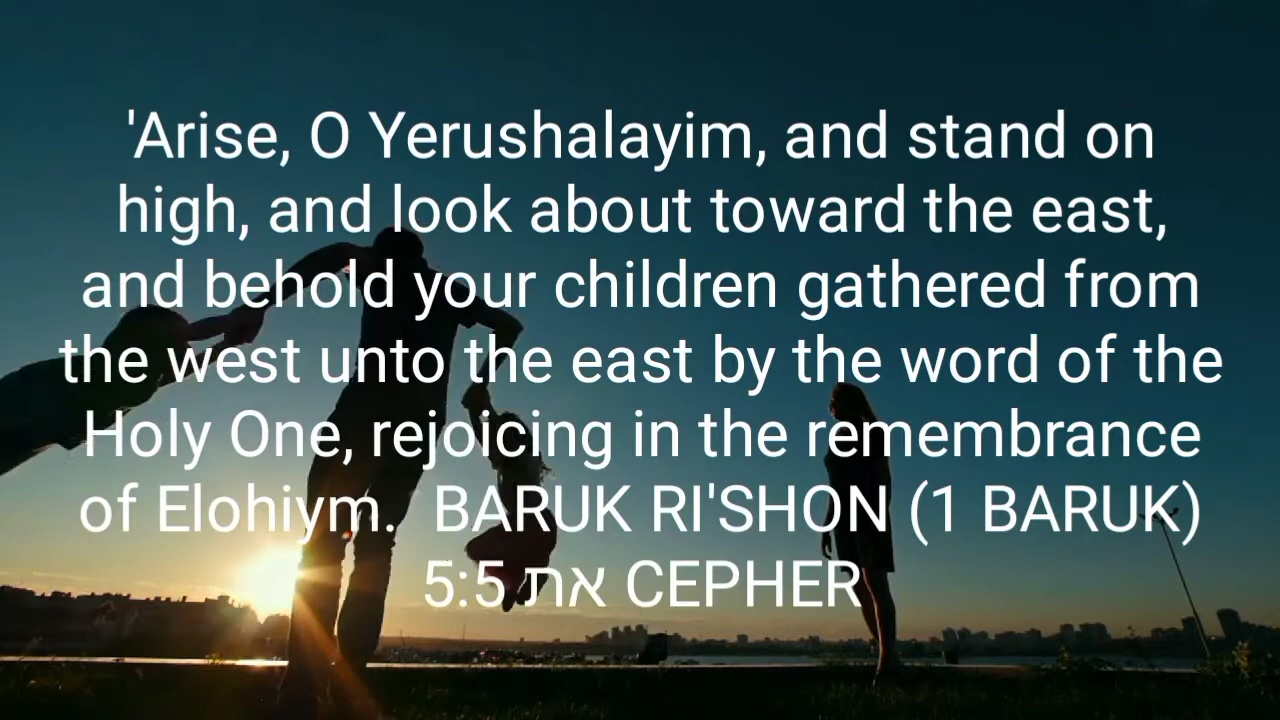 'Arise, O Yerushalayim, and stand on
high, and look about toward the east,
and behold your children gathered from
the west unto the east by the word of the
Holy One, rejoicing in the remembrance
of Elohiym.  BARUK RI'SHON (1 BARUK)
5:5 את CEPHER